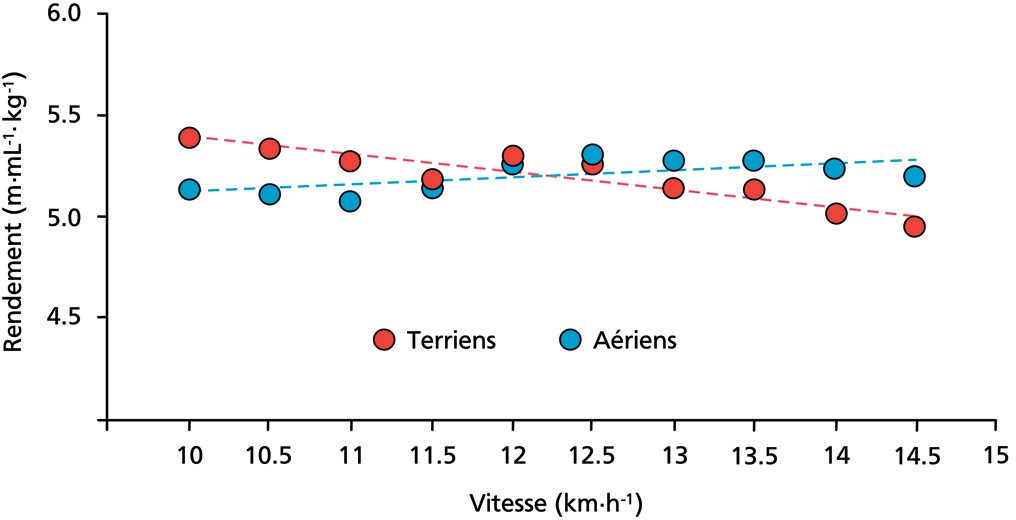 Rendement (m·mL⁻¹·kg⁻¹)
6.0
5.5
5.0
4.5
Terriens
Aériens
10 10.5 11 11.5 12 12.5 13 13.5 14 14.5 15
Vitesse (km·h⁻¹)